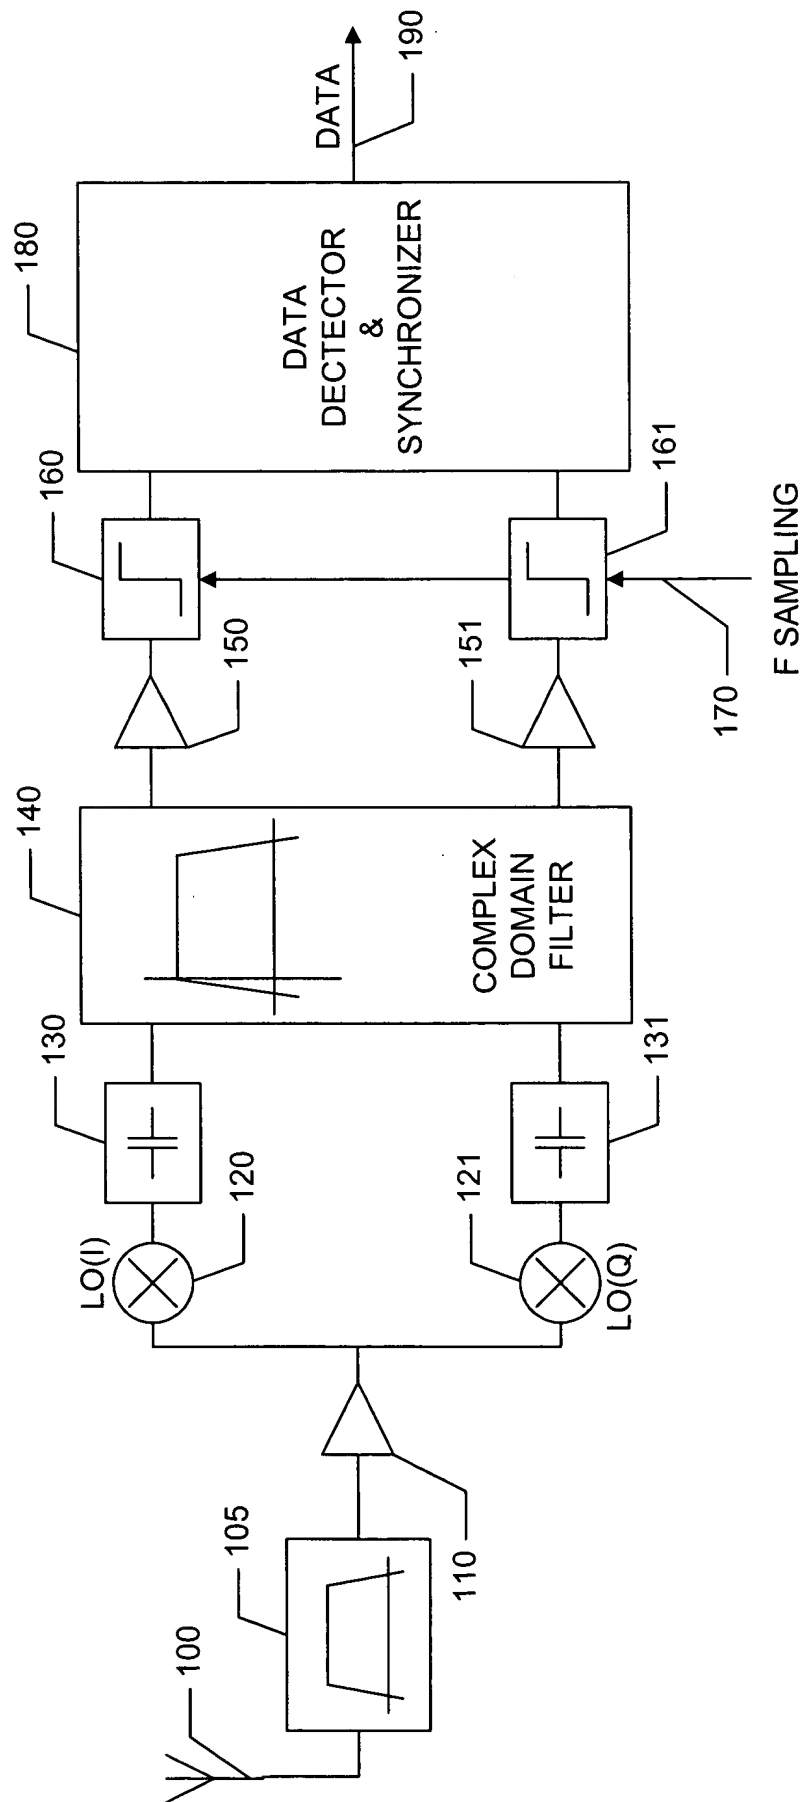 100
105
110
LO(I)
120
121
LO(Q)
130
131
140
COMPLEX
DOMAIN
FILTER
150
151
160
161
170
F SAMPLING
180
DATA
DECTECTOR
&
SYNCHRONIZER
DATA
190